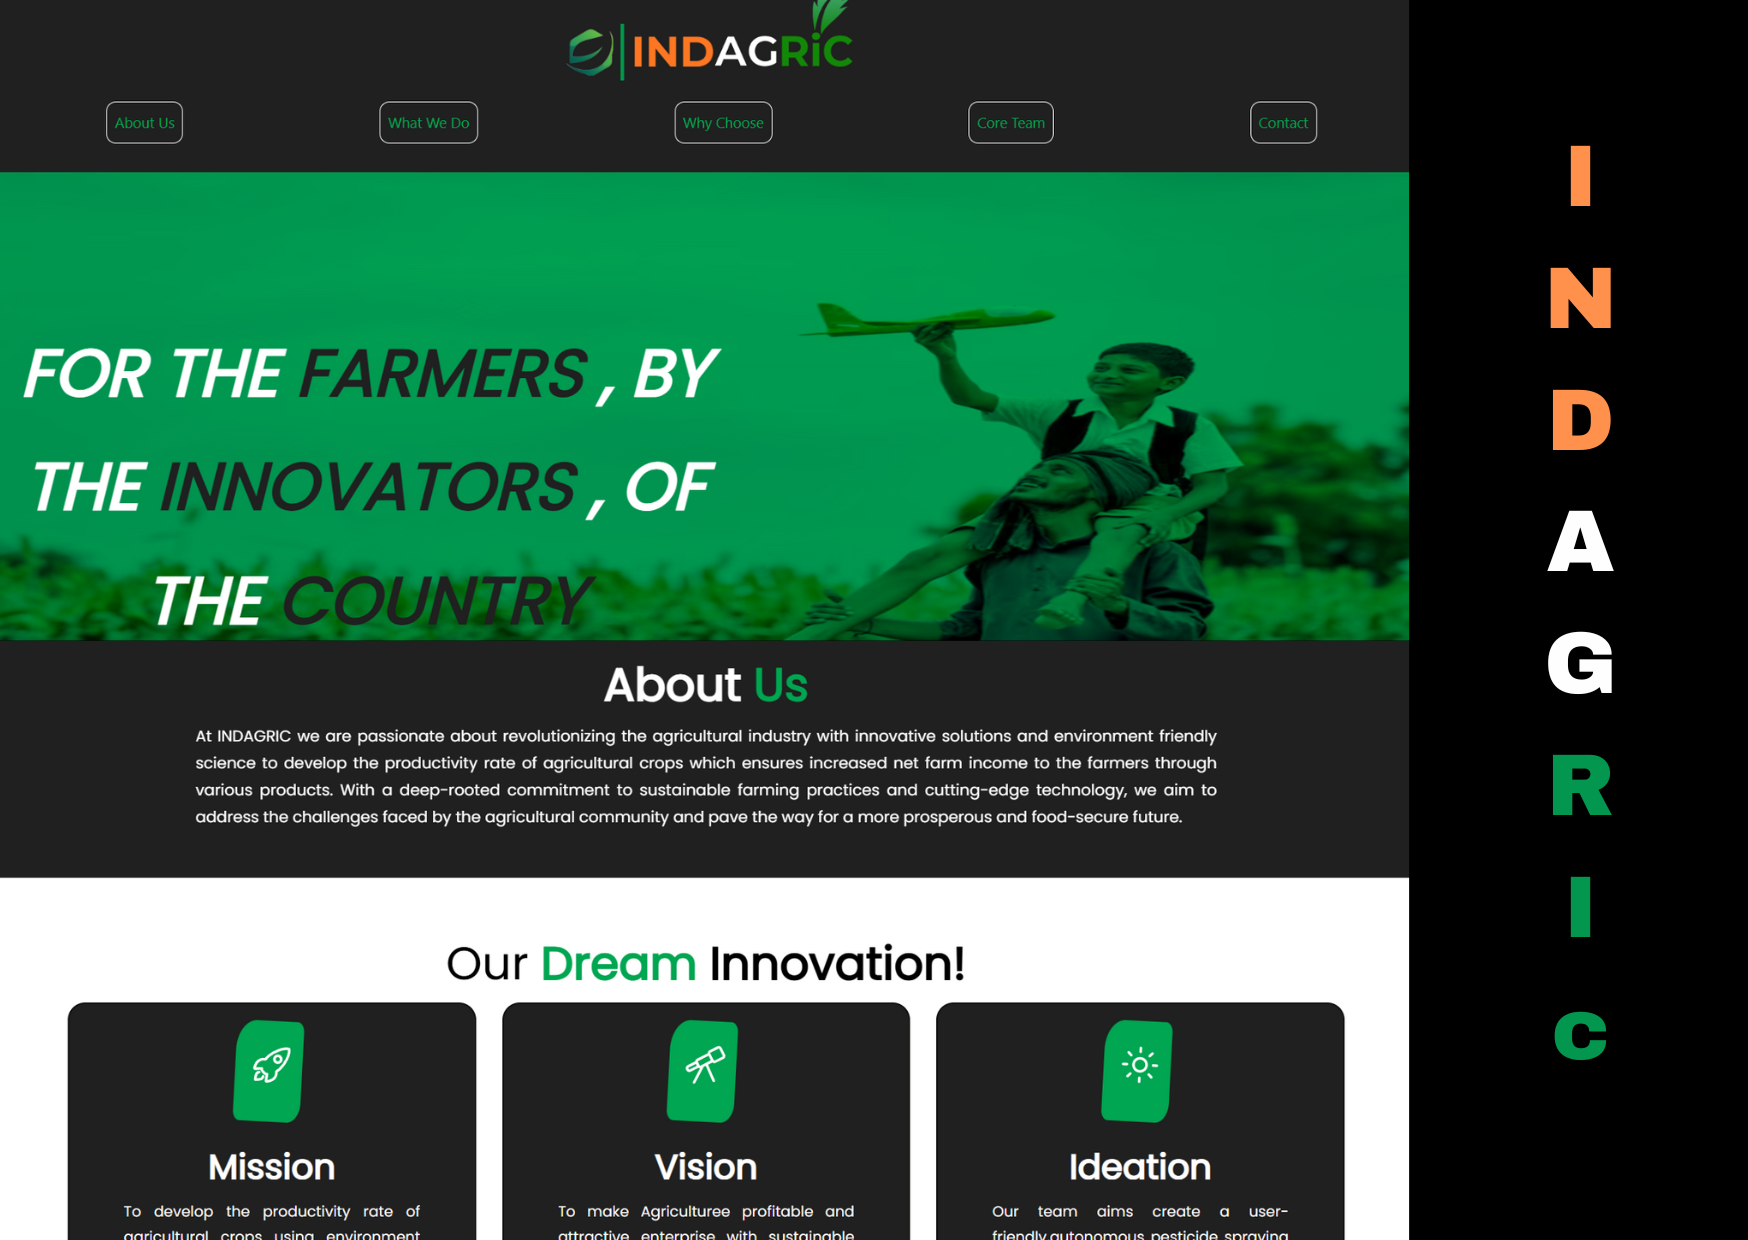 INDAGRiC
About Us
What We Do
Why Choose
Core Team
Contact
FOR THE FARMERS , BY
THE INNOVATORS , OF
THE COUNTRY
About Us
At INDAGRIC we are passionate about revolutionizing the agricultural industry with innovative solutions and environment friendly
science to develop the productivity rate of agricultural crops which ensures increased net farm income to the farmers through
various products. With a deep-rooted commitment to sustainable farming practices and cutting-edge technology, we aim to
address the challenges faced by the agricultural community and pave the way for a more prosperous and food-secure future.
Our Dream Innovation!
Mission
To develop the productivity rate of
agricultural crops using environment
Vision
To make Agriculturee profitable and
attractive enterprise with sustainable
Ideation
Our team aims create a user-
friendly,autonomous pesticide spraying
I
N
D
A
G
R
I
c